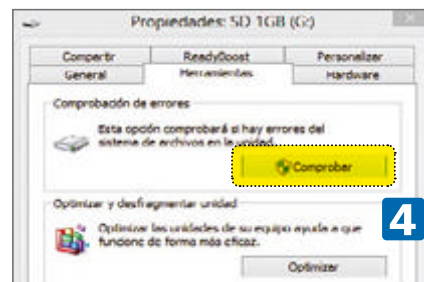 Propiedades: SD 1GB (G:)
Compartir ReadyBoost Personalizar
General Herramientas Hardware
Comprobación de errores
Esta opción comprobará si hay errores del
sistema de archivos en la unidad.
Comprobar
Optimizar y desfragmentar unidad
4
Optimizar las unidades de su equipo ayuda a que
funcione de forma más eficaz.
Optimizar